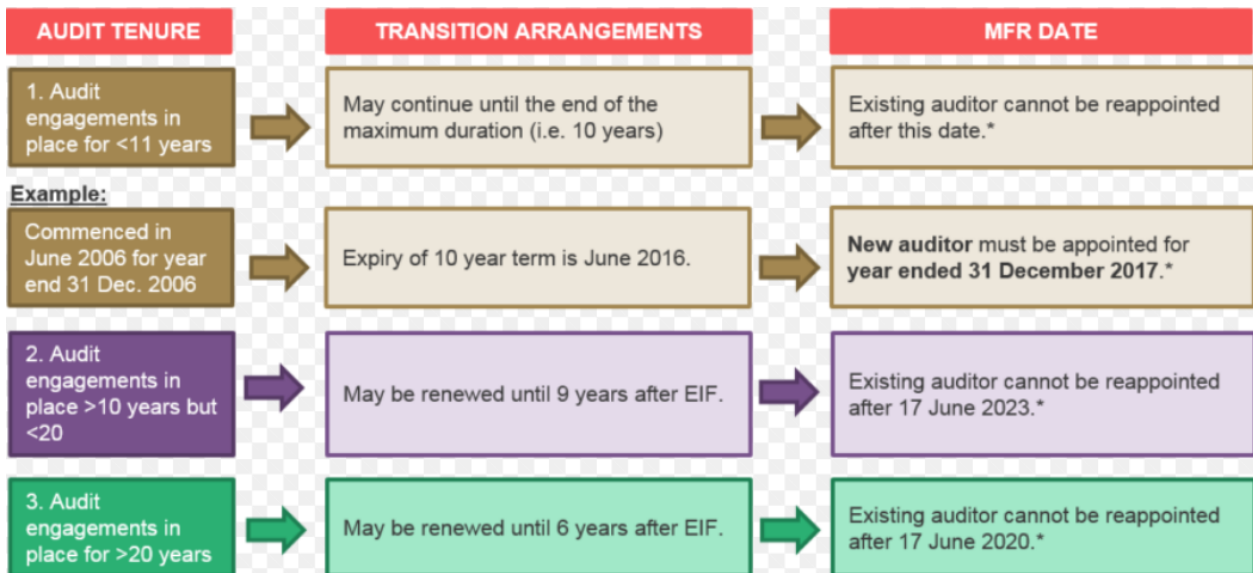 AUDIT TENURE
TRANSITION ARRANGEMENTS
MFR DATE
1. Audit
engagements in
place for <11 years
May continue until the end of the
maximum duration (i.e. 10 years)
Existing auditor cannot be reappointed
after this date.*
Example:
Commenced in
June 2006 for year
end 31 Dec. 2006
Expiry of 10 year term is June 2016.
New auditor must be appointed for
year ended 31 December 2017.*
2. Audit
engagements in
place >10 years but
<20
May be renewed until 9 years after EIF.
Existing auditor cannot be reappointed
after 17 June 2023.*
3. Audit
engagements in
place for >20 years
May be renewed until 6 years after EIF.
Existing auditor cannot be reappointed
after 17 June 2020.*